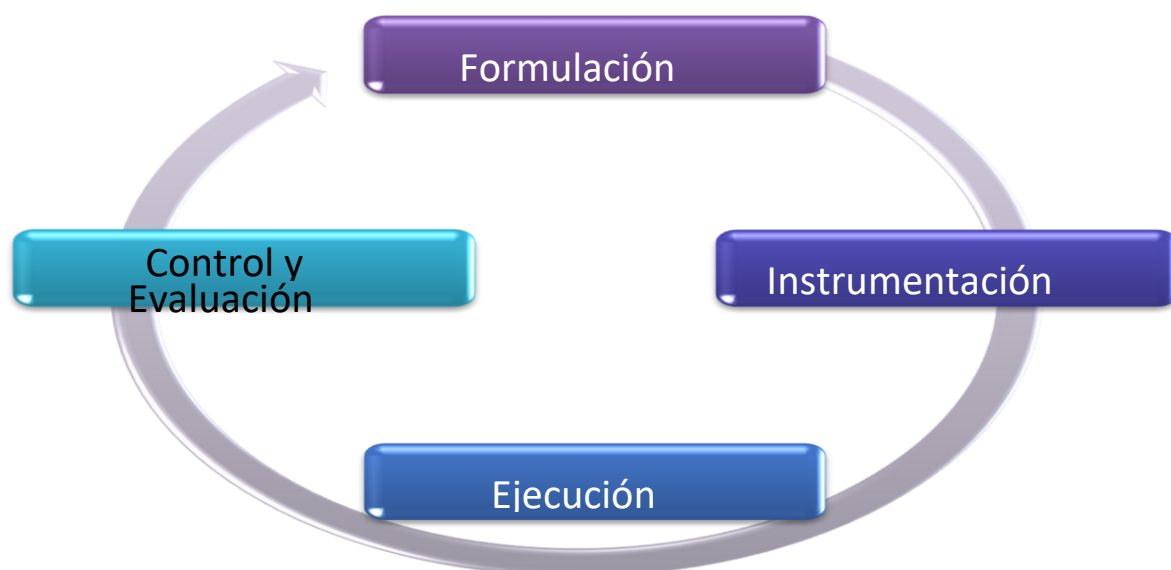 Formulación
Control y
Evaluación
Instrumentación
Ejecución